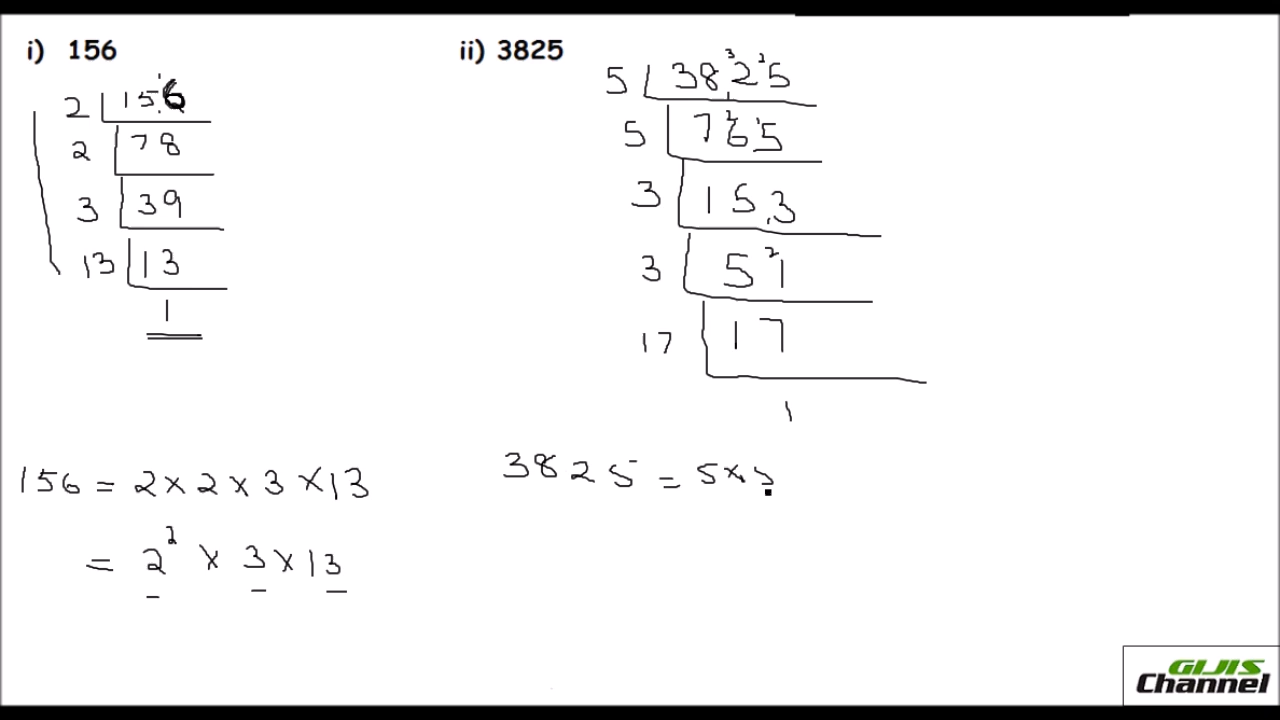 i) 156
2 156
2 78
3 39
13 13
1
156 = 2 × 2 × 3 × 13
= 2² × 3 × 13
ii) 3825
5 3825
5 765
3 153
3 51
17 17
1
3825 = 5 ×
GIJIS
Channel